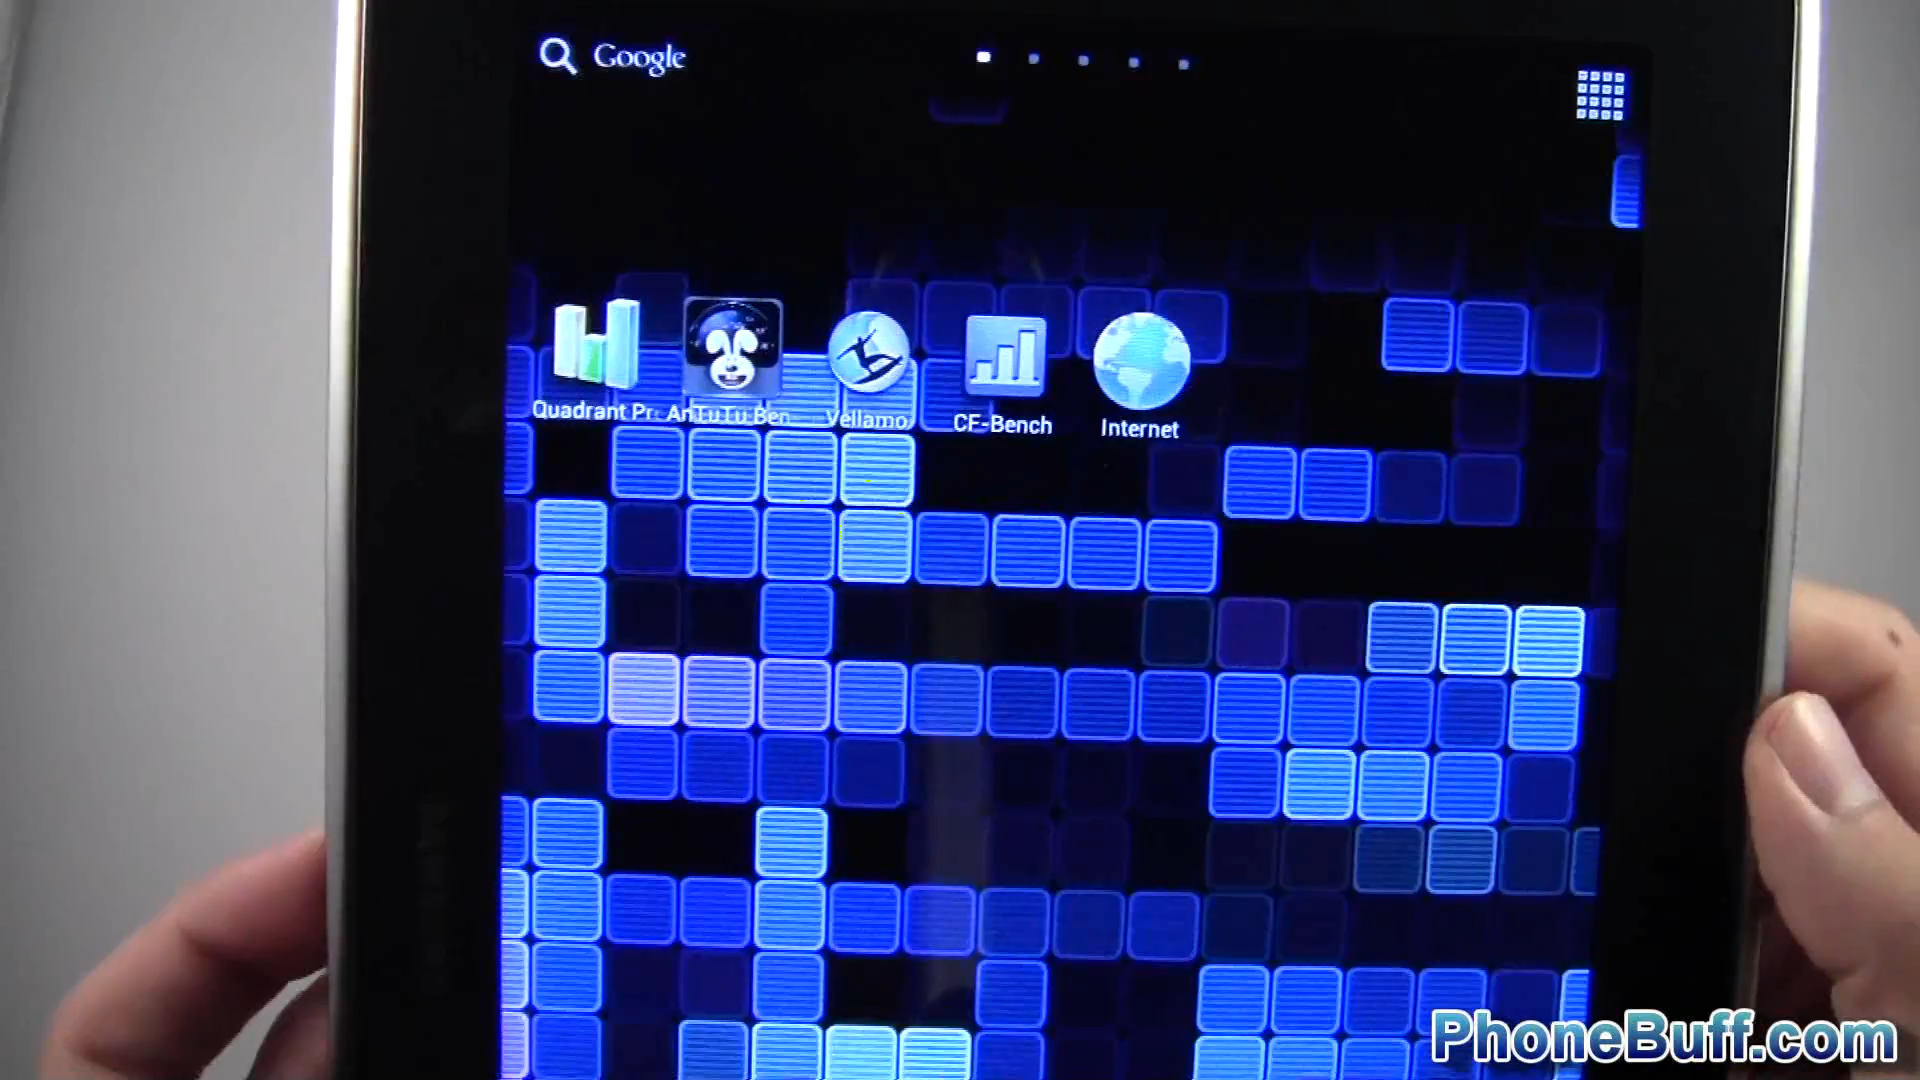 Google
Quadrant Pr
AnTuTu Ben
Vellamo
CF-Bench
Internet
PhoneBuff.com